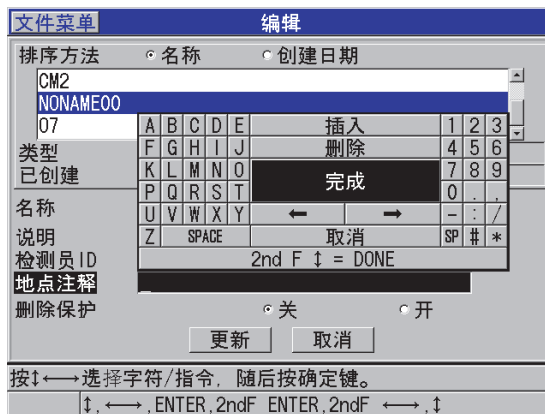 文件菜单 编辑
排序方法 名称 创建日期
CM2
NONAME00
07
类型
已创建
A B C D E 插入 1 2 3
F G H I J 删除 4 5 6
K L M N O 完成 7 8 9
P Q R S T 0 . ,
U V W X Y ← → - : /
Z SPACE 取消 SP # *
2nd F ↕ = DONE
名称
说明
检测员ID
地点注释 _
删除保护 关 开
更新 取消
按↕←→选择字符/指令, 随后按确定键。
↕, ←→ ,ENTER,2ndF ENTER,2ndF ←→ ,↕